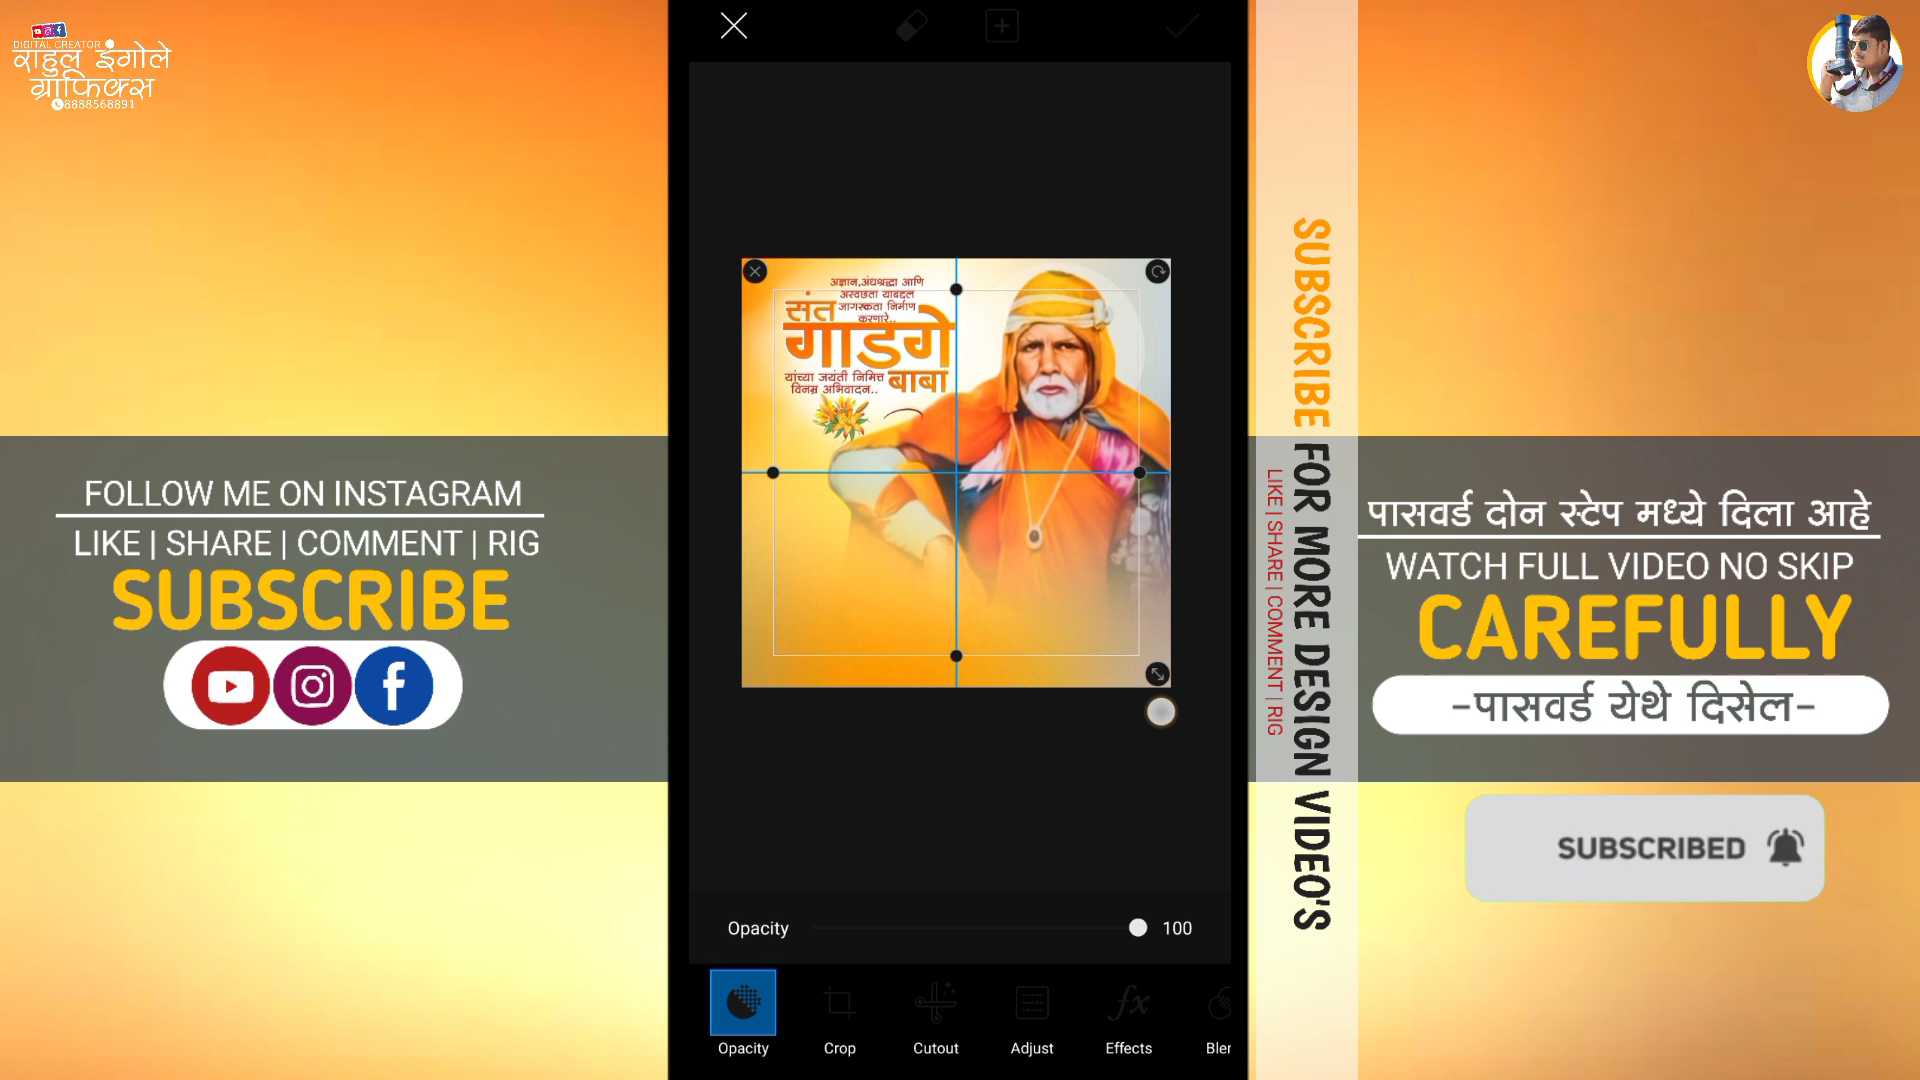 DIGITAL CREATOR
राहुल इंगोले
ग्राफिक्स
8888568891
अज्ञान,अंधश्रद्धा आणि
अस्वछता याबद्दल
जागरूकता निर्माण
करणारे..
संत
गाडगे
बाबा
यांच्या जयंती निमित्त
विनम्र अभिवादन..
FOLLOW ME ON INSTAGRAM
LIKE | SHARE | COMMENT | RIG
SUBSCRIBE
SUBSCRIBE FOR MORE DESIGN VIDEO'S
LIKE | SHARE | COMMENT | RIG
पासवर्ड दोन स्टेप मध्ये दिला आहे
WATCH FULL VIDEO NO SKIP
CAREFULLY
-पासवर्ड येथे दिसेल-
SUBSCRIBED
Opacity 100
Opacity Crop Cutout Adjust Effects Bler